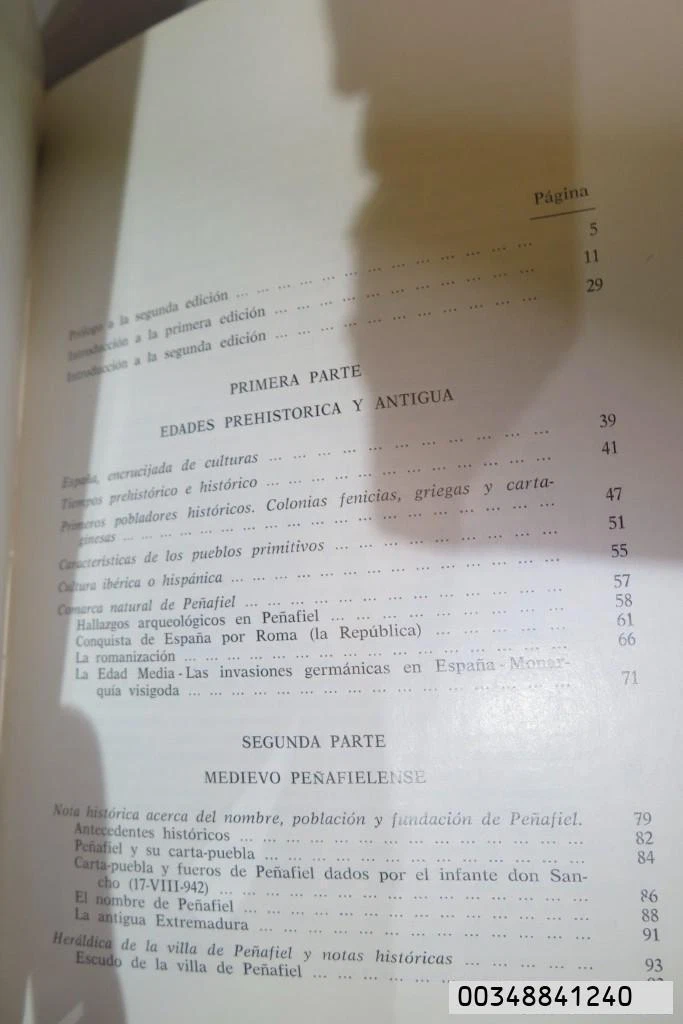 Página
Prólogo a la segunda edición ... ... ... ... ... ... ... ... ... ... ... ... ... 5
Introducción a la primera edición ... ... ... ... ... ... ... ... ... ... ... 11
Introducción a la segunda edición ... ... ... ... ... ... ... ... ... ... ... 29
PRIMERA PARTE
EDADES PREHISTORICA Y ANTIGUA
España, encrucijada de culturas ... ... ... ... ... ... ... ... ... ... ... 39
Tiempos prehistórico e histórico ... ... ... ... ... ... ... ... ... ... ... 41
Primeros pobladores históricos. Colonias fenicias, griegas y carta-
ginesas ... ... ... ... ... ... ... ... ... ... ... ... ... ... ... ... ... ... 47
Características de los pueblos primitivos ... ... ... ... ... ... ... ... ... 51
Cultura ibérica o hispánica ... ... ... ... ... ... ... ... ... ... ... ... ... 55
Comarca natural de Peñafiel ... ... ... ... ... ... ... ... ... ... ... ... 57
Hallazgos arqueológicos en Peñafiel ... ... ... ... ... ... ... ... ... 58
Conquista de España por Roma (la República) ... ... ... ... ... 61
La romanización ... ... ... ... ... ... ... ... ... ... ... ... ... ... ... ... 66
La Edad Media - Las invasiones germánicas en España - Monar-
quía visigoda ... ... ... ... ... ... ... ... ... ... ... ... ... ... ... ... 71
SEGUNDA PARTE
MEDIEVO PEÑAFIELENSE
Nota histórica acerca del nombre, población y fundación de Peñafiel. 79
Antecedentes históricos ... ... ... ... ... ... ... ... ... ... ... ... ... ... 82
Peñafiel y su carta-puebla ... ... ... ... ... ... ... ... ... ... ... ... ... 84
Carta-puebla y fueros de Peñafiel dados por el infante don San-
cho (17-VIII-942) ... ... ... ... ... ... ... ... ... ... ... ... ... ... ... 86
El nombre de Peñafiel ... ... ... ... ... ... ... ... ... ... ... ... ... ... 88
La antigua Extremadura ... ... ... ... ... ... ... ... ... ... ... ... ... 91
Heráldica de la villa de Peñafiel y notas históricas ... ... ... ... ... 93
Escudo de la villa de Peñafiel ... ... ... ... ... ...
00348841240